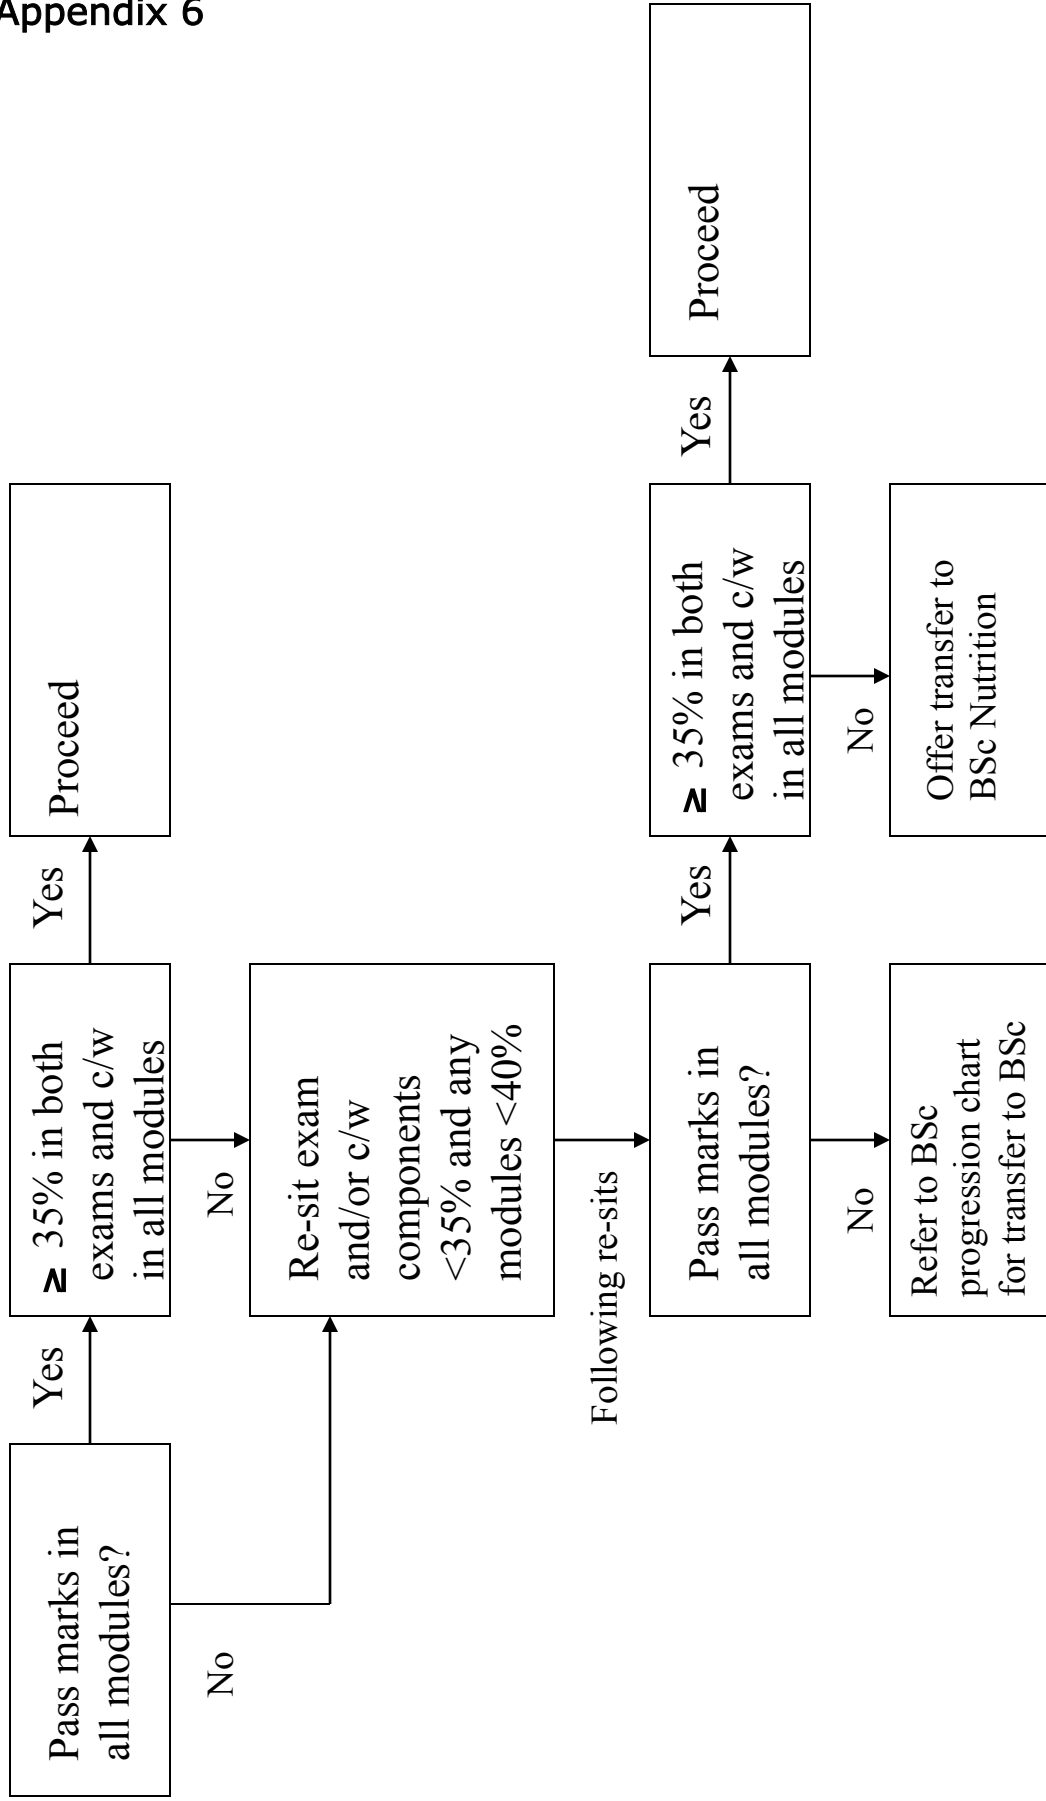 Appendix 6
Pass marks in
all modules?
Yes
≥ 35% in both
exams and c/w
in all modules
Yes
Proceed
No
No
Re-sit exam
and/or c/w
components
<35% and any
modules <40%
Following re-sits
Pass marks in
all modules?
Yes
≥ 35% in both
exams and c/w
in all modules
Yes
Proceed
No
Refer to BSc
progression chart
for transfer to BSc
No
Offer transfer to
BSc Nutrition